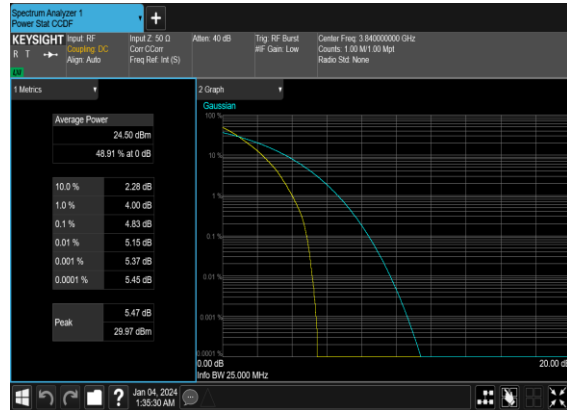 Spectrum Analyzer 1
Power Stat CCDF
KEYSIGHT
R T
LXI
Input: RF
Coupling: DC
Align: Auto
Input Z: 50 Ω
Corr CCorr
Freq Ref: Int (S)
Atten: 40 dB
Trig: RF Burst
#IF Gain: Low
Center Freq: 3.840000000 GHz
Counts: 1.00 M/1.00 Mpt
Radio Std: None
1 Metrics
Average Power
24.50 dBm
48.91 % at 0 dB
10.0 % 2.28 dB
1.0 % 4.00 dB
0.1 % 4.83 dB
0.01 % 5.15 dB
0.001 % 5.37 dB
0.0001 % 5.45 dB
Peak
5.47 dB
29.97 dBm
2 Graph
Gaussian
100 %
10 %
1 %
0.1 %
0.01 %
0.001 %
0.0001 %
0.00 dB
20.00 dB
Info BW 25.000 MHz
Jan 04, 2024
1:35:30 AM